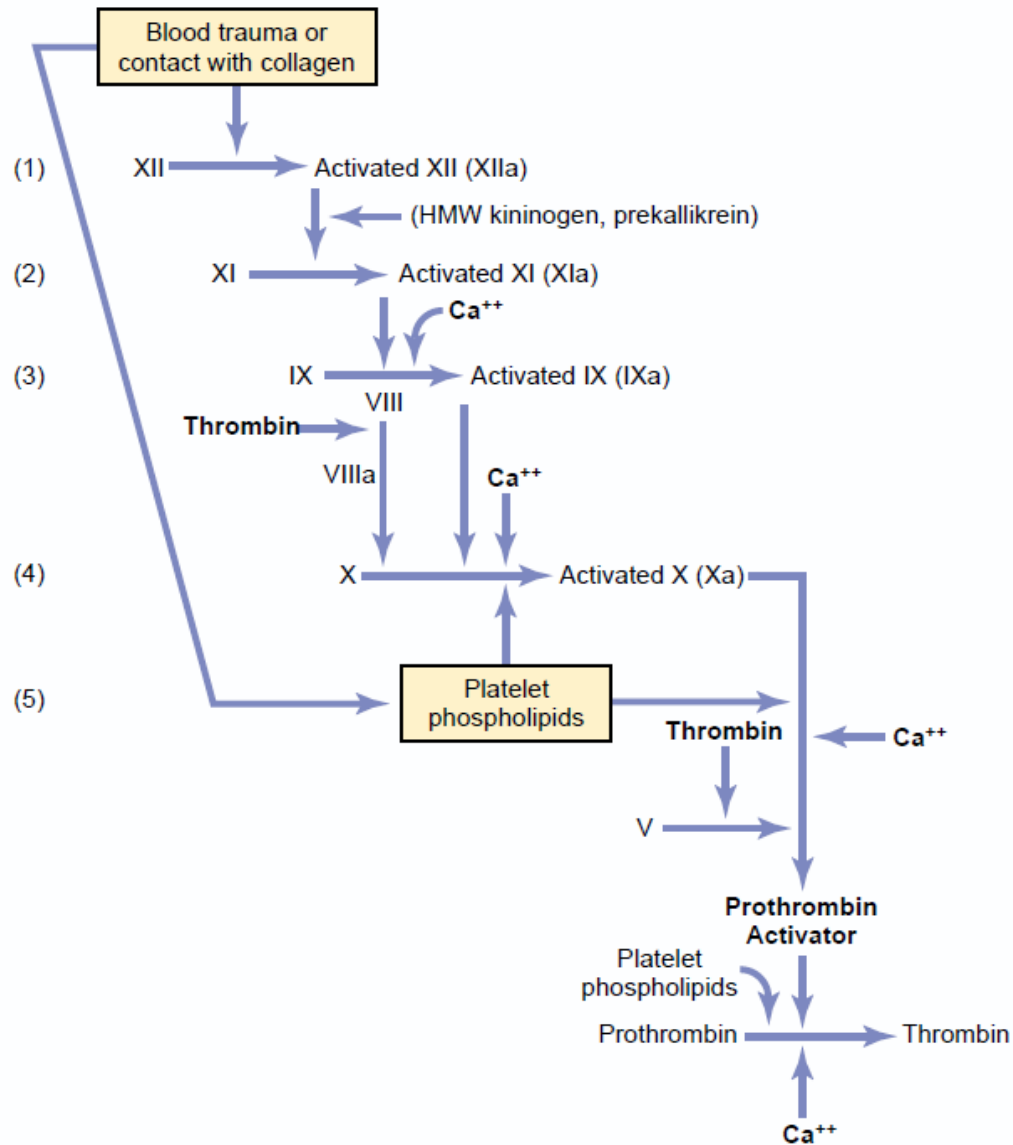 Blood trauma or
contact with collagen
(1) XII Activated XII (XIIa)
(HMW kininogen, prekallikrein)
(2) XI Activated XI (XIa)
Ca++
(3) IX Activated IX (IXa)
VIII
Thrombin
VIIIa
Ca++
(4) X Activated X (Xa)
(5) Platelet
phospholipids
Thrombin
Ca++
V
Prothrombin
Activator
Platelet
phospholipids
Prothrombin Thrombin
Ca++